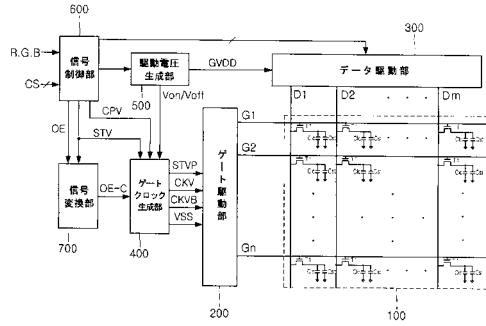 600
300
R.G.B
CS
信号
制御部
駆動電圧
生成部
GVDD
データ駆動部
500
Von/Voff
D1 D2 Dm
CPV
OE
STV
G1
G2
Gn
信号
変換部
OE-C
ゲート
クロック
生成部
STVP
CKV
CKVB
VSS
ゲート駆動部
700
400
200
100